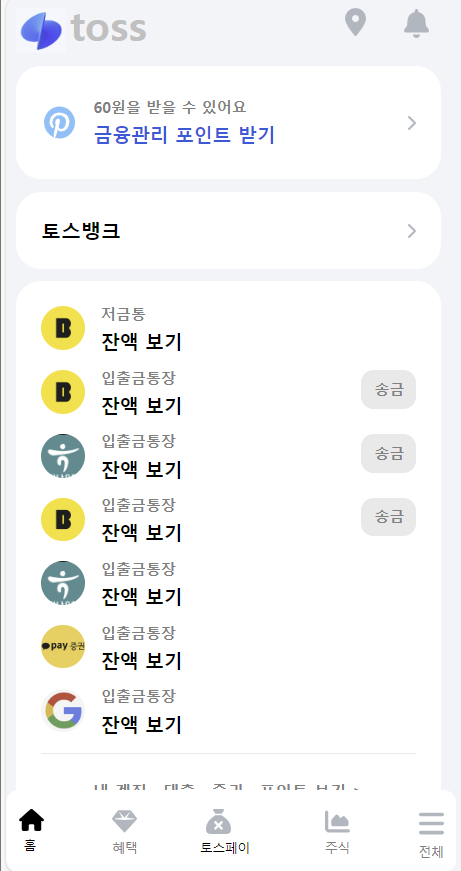 toss
60원을 받을 수 있어요
금융관리 포인트 받기
토스뱅크
저금통
잔액 보기
입출금통장
잔액 보기
송금
입출금통장
잔액 보기
송금
입출금통장
잔액 보기
송금
입출금통장
잔액 보기
pay 증권
입출금통장
잔액 보기
입출금통장
잔액 보기
홈
혜택
토스페이
주식
전체